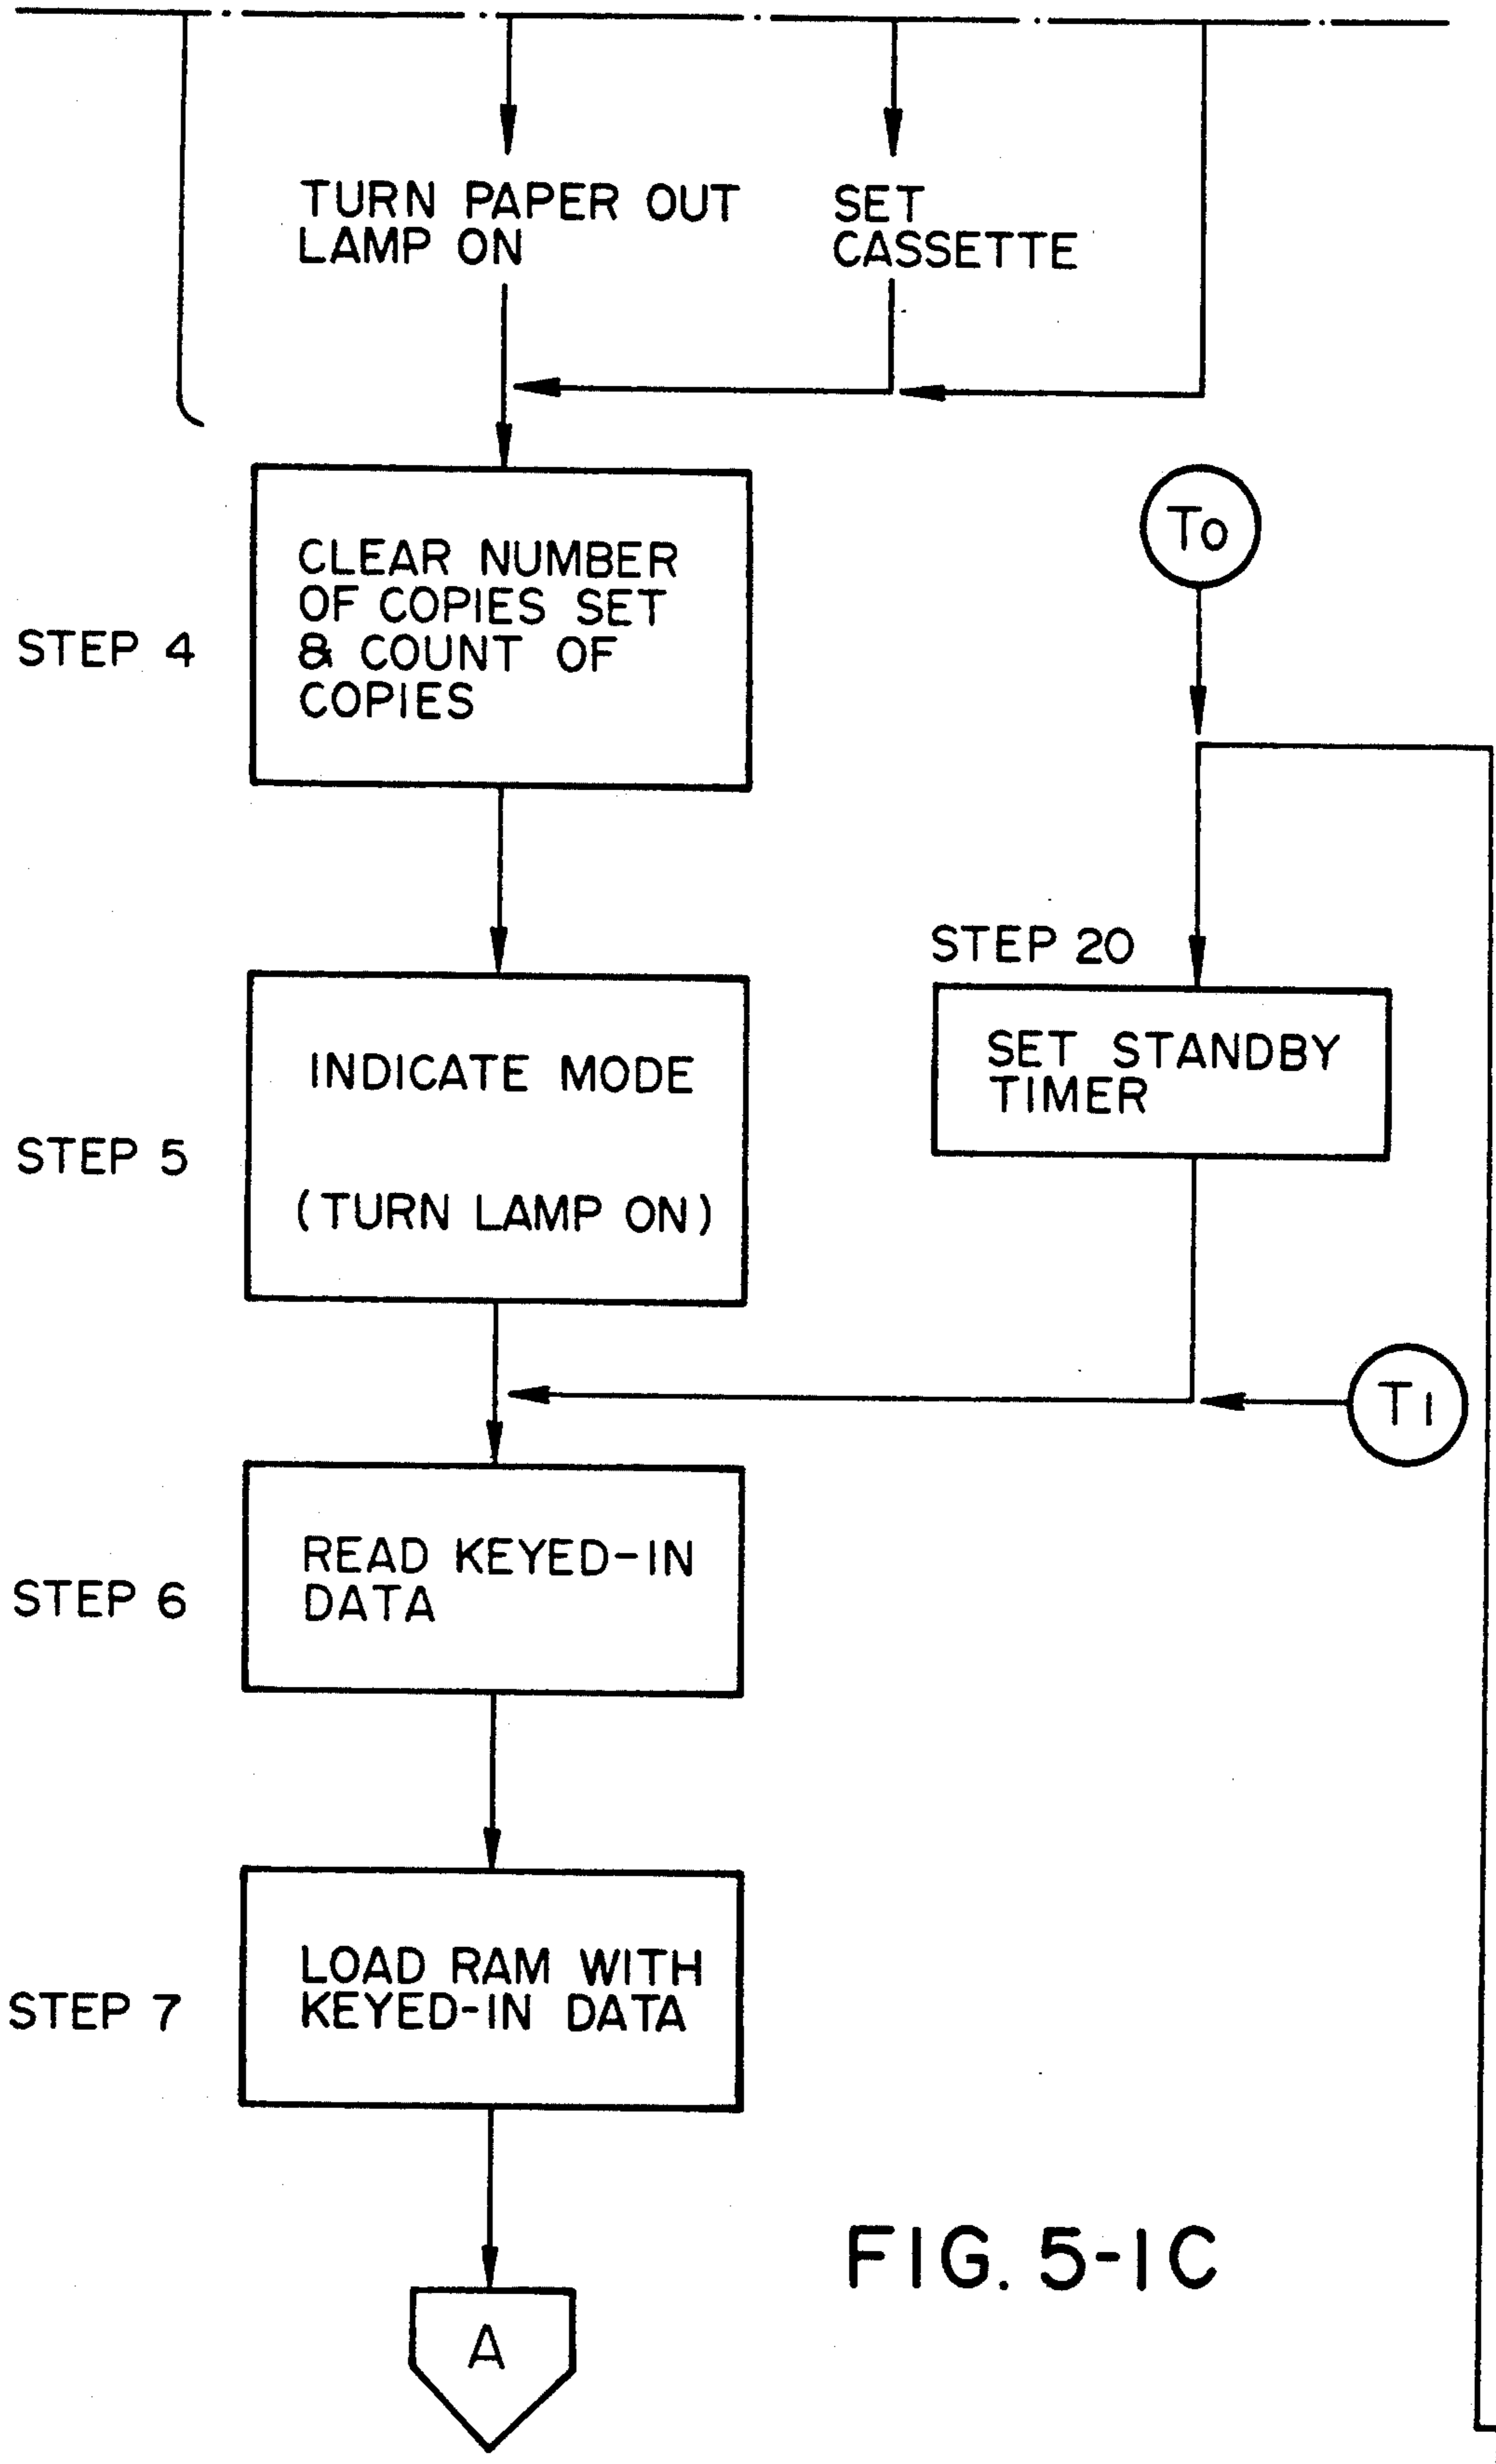 TURN PAPER OUT
LAMP ON
SET
CASSETTE
STEP 4
CLEAR NUMBER
OF COPIES SET
& COUNT OF
COPIES
To
STEP 5
INDICATE MODE
(TURN LAMP ON)
STEP 20
SET STANDBY
TIMER
T1
STEP 6
READ KEYED-IN
DATA
STEP 7
LOAD RAM WITH
KEYED-IN DATA
A
FIG. 5-1C